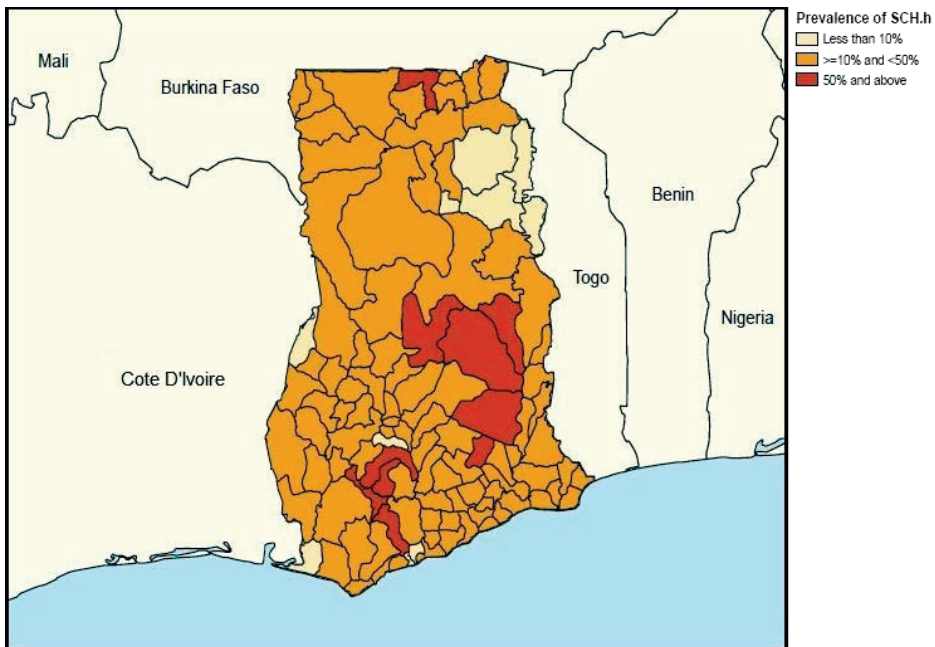 Prevalence of SCH.h
Less than 10%
>=10% and <50%
50% and above
Mali
Burkina Faso
Benin
Togo
Nigeria
Cote D'Ivoire